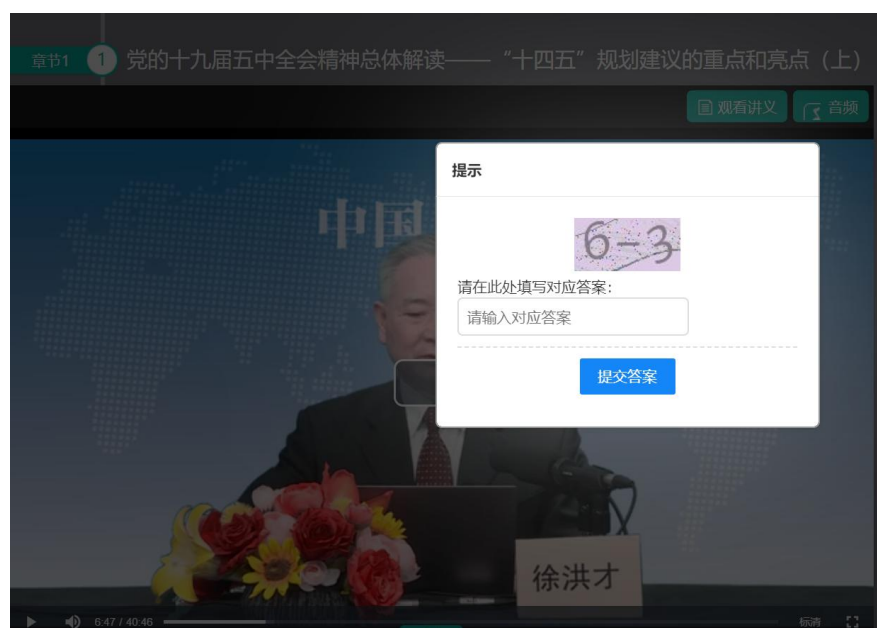 章节1 1 党的十九届五中全会精神总体解读——“十四五”规划建议的重点和亮点（上）
观看讲义 音频
提示
中国
6-3
请在此处填写对应答案：
请输入对应答案
提交答案
徐洪才
6:47 / 40:46 标清